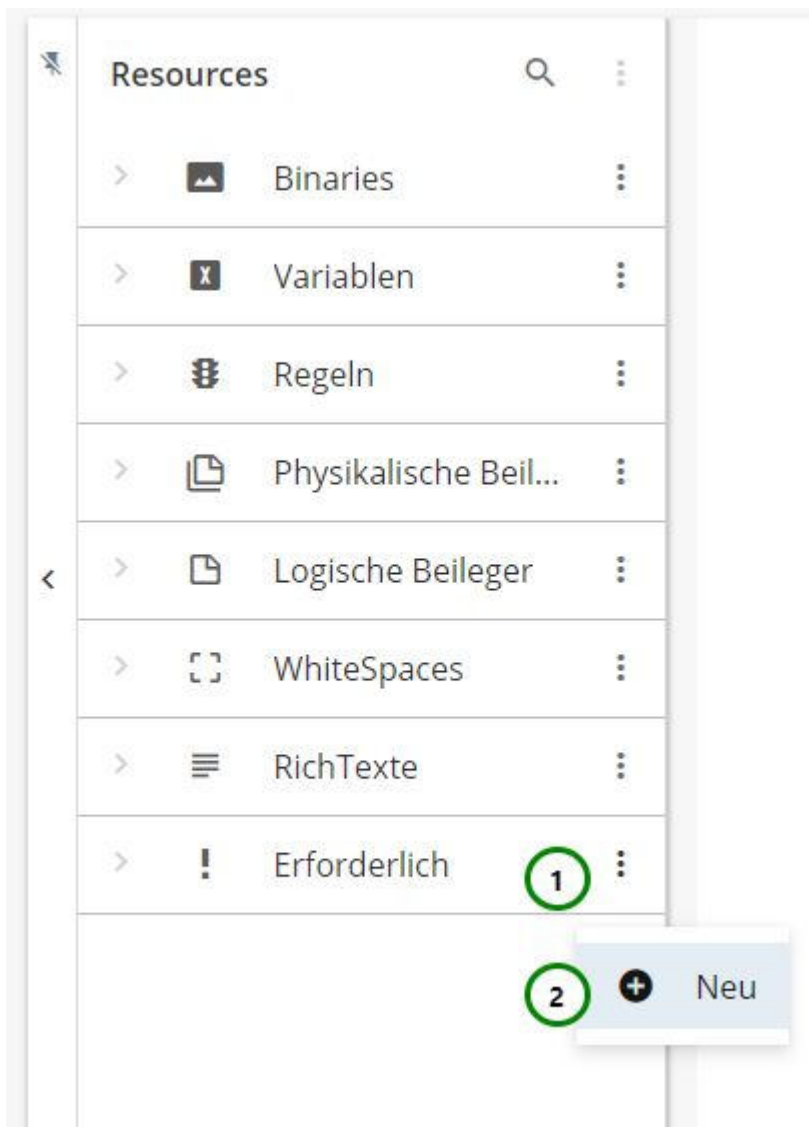 Resources
Binaries
Variablen
Regeln
Physikalische Beil...
Logische Beileger
WhiteSpaces
RichTexte
Erforderlich
1
2 Neu